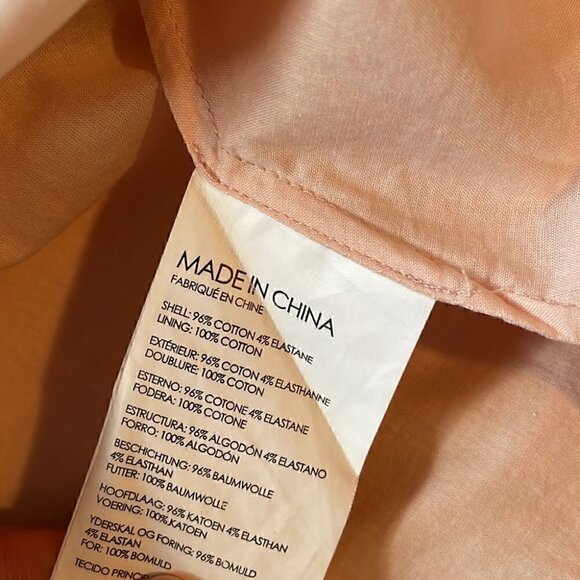 MADE IN CHINA
FABRIQUÉ EN CHINE
SHELL: 96% COTTON 4% ELASTANE
LINING: 100% COTTON
EXTÉRIEUR: 96% COTON 4% ELASTHANNE
DOUBLURE: 100% COTON
ESTERNO: 96% COTONE 4% ELASTANE
FODERA: 100% COTONE
ESTRUCTURA: 96% ALGODÓN 4% ELASTANO
FORRO: 100% ALGODÓN
BESCHICHTUNG: 96% BAUMWOLLE
4% ELASTHAN
FUTTER: 100% BAUMWOLLE
HOOFDLAAG: 96% KATOEN 4% ELASTHAN
VOERING: 100% KATOEN
YDERSKAL OG FORING: 96% BOMULD
4% ELASTAN
FOR: 100% BOMULD
TECIDO